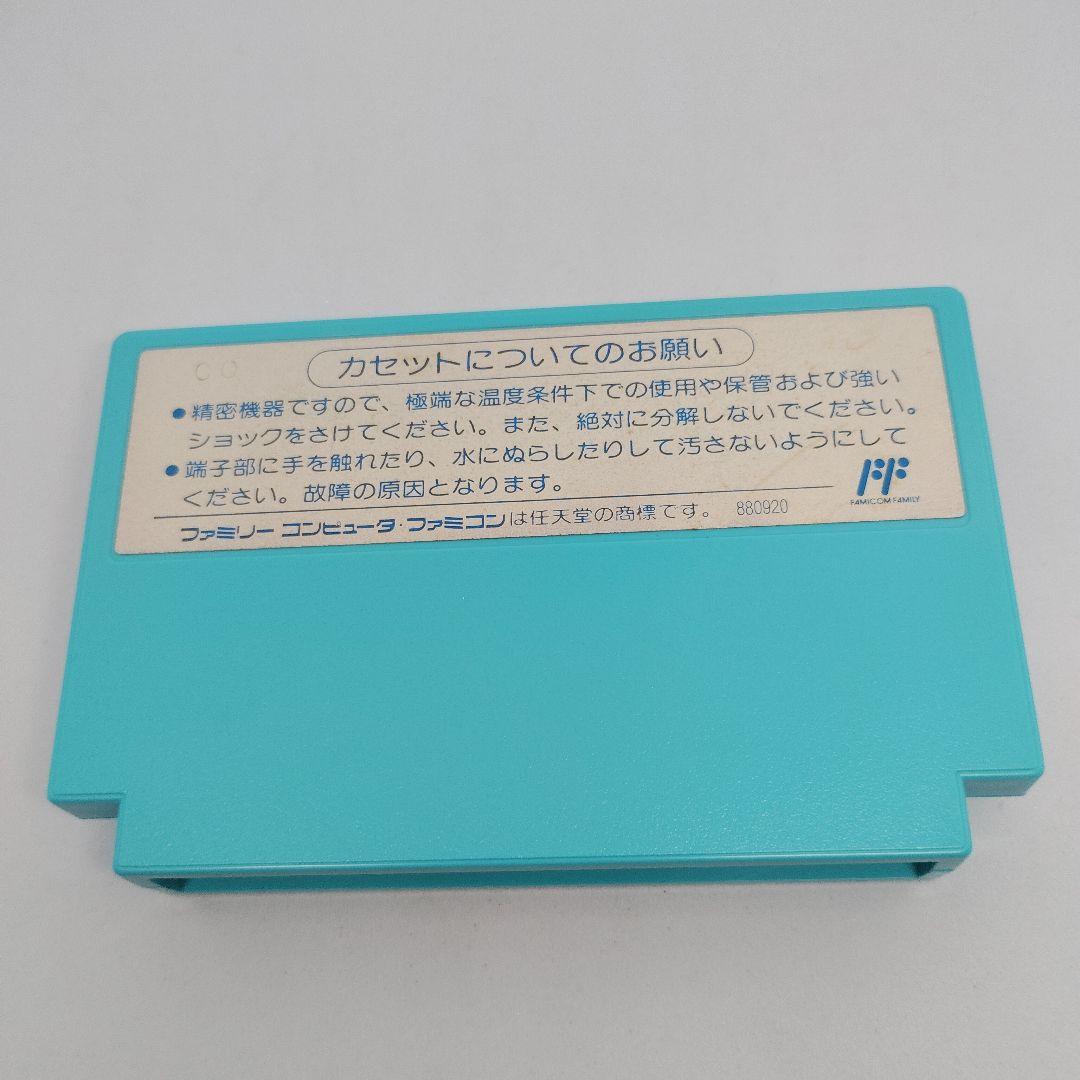 カセットについてのお願い
●精密機器ですので、極端な温度条件下での使用や保管および強い
ショックをさけてください。また、絶対に分解しないでください。
●端子部に手を触れたり、水にぬらしたりして汚さないようにして
ください。故障の原因となります。
FAMICOM FAMILY
ファミリー コンピュータ・ファミコンは任天堂の商標です。 880920